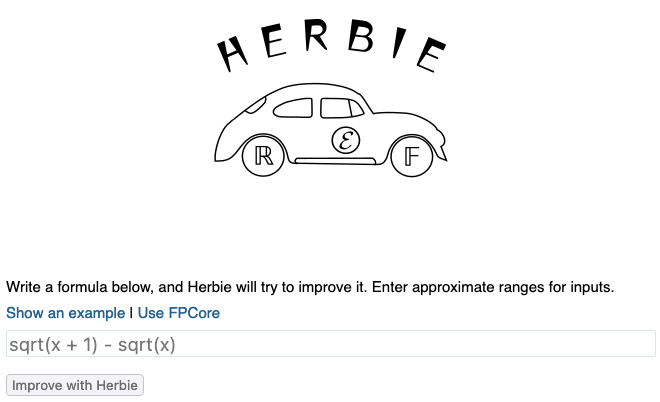 HERBIE
ℰ
ℝ 𝔽
Write a formula below, and Herbie will try to improve it. Enter approximate ranges for inputs.
Show an example | Use FPCore
sqrt(x + 1) - sqrt(x)
Improve with Herbie